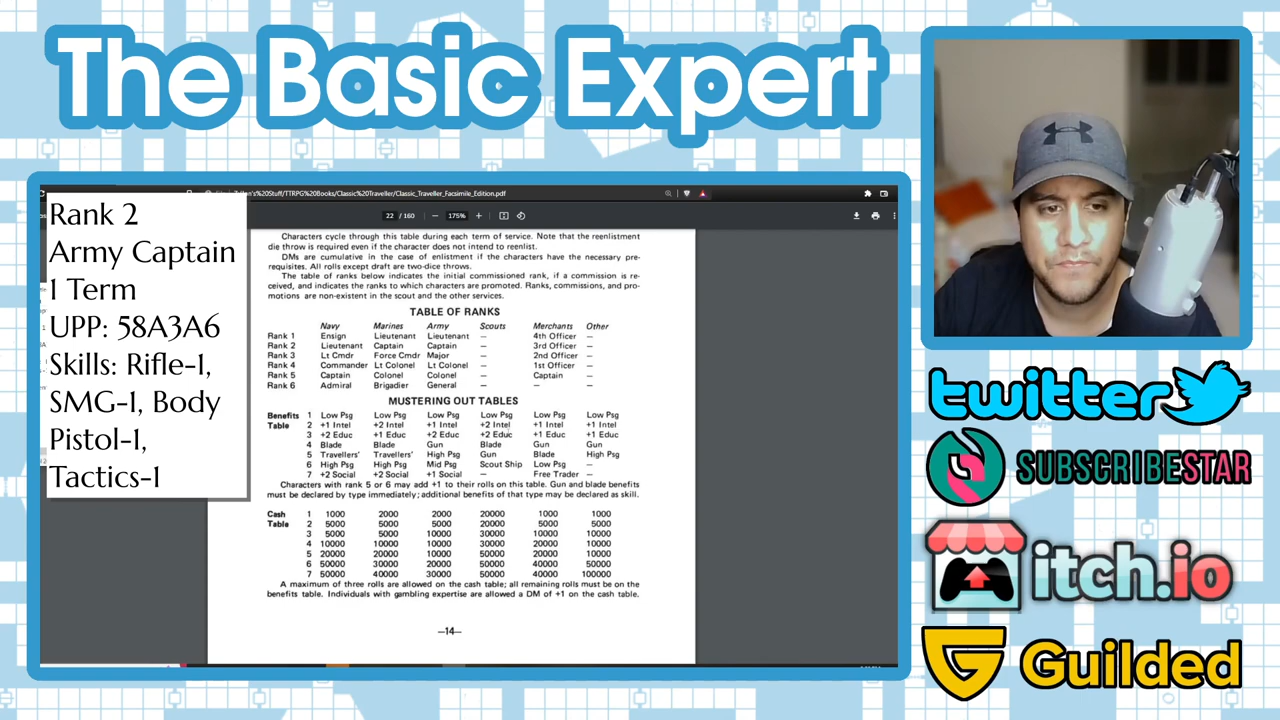 The Basic Expert
Stuff/TTRPG%20Books/Classic%20Traveller/Classic_Traveller_Facsimile_Edition.pdf
22 / 160 — 175% +
Rank 2
Army Captain
1 Term
UPP: 58A3A6
Skills: Rifle-1,
SMG-1, Body
Pistol-1,
Tactics-1
Characters cycle through this table during each term of service. Note that the reenlistment
die throw is required even if the character does not intend to reenlist.
DMs are cumulative in the case of enlistment if the characters have the necessary pre-
requisites. All rolls except draft are two-dice throws.
The table of ranks below indicates the initial commissioned rank, if a commission is re-
ceived, and indicates the ranks to which characters are promoted. Ranks, commissions, and pro-
motions are non-existent in the scout and the other services.
TABLE OF RANKS
Navy Marines Army Scouts Merchants Other
Rank 1 Ensign Lieutenant Lieutenant — 4th Officer —
Rank 2 Lieutenant Captain Captain — 3rd Officer —
Rank 3 Lt Cmdr Force Cmdr Major — 2nd Officer —
Rank 4 Commander Lt Colonel Lt Colonel — 1st Officer —
Rank 5 Captain Colonel Colonel — Captain —
Rank 6 Admiral Brigadier General — — —
MUSTERING OUT TABLES
Benefits 1 Low Psg Low Psg Low Psg Low Psg Low Psg Low Psg
Table 2 +1 Intel +2 Intel +1 Intel +2 Intel +1 Intel +1 Intel
3 +2 Educ +1 Educ +2 Educ +2 Educ +1 Educ +1 Educ
4 Blade Blade Gun Blade Gun Gun
5 Travellers' Travellers' High Psg Gun Blade High Psg
6 High Psg High Psg Mid Psg Scout Ship Low Psg —
7 +2 Social +2 Social +1 Social — Free Trader —
Characters with rank 5 or 6 may add +1 to their rolls on this table. Gun and blade benefits
must be declared by type immediately; additional benefits of that type may be declared as skill.
Cash 1 1000 2000 2000 20000 1000 1000
Table 2 5000 5000 5000 20000 5000 5000
3 5000 5000 10000 30000 10000 10000
4 10000 10000 10000 30000 20000 10000
5 20000 20000 10000 50000 20000 10000
6 50000 30000 20000 50000 40000 50000
7 50000 40000 30000 50000 40000 100000
A maximum of three rolls are allowed on the cash table; all remaining rolls must be on the
benefits table. Individuals with gambling expertise are allowed a DM of +1 on the cash table.
—14—
twitter
SUBSCRIBESTAR
itch.io
G Guilded